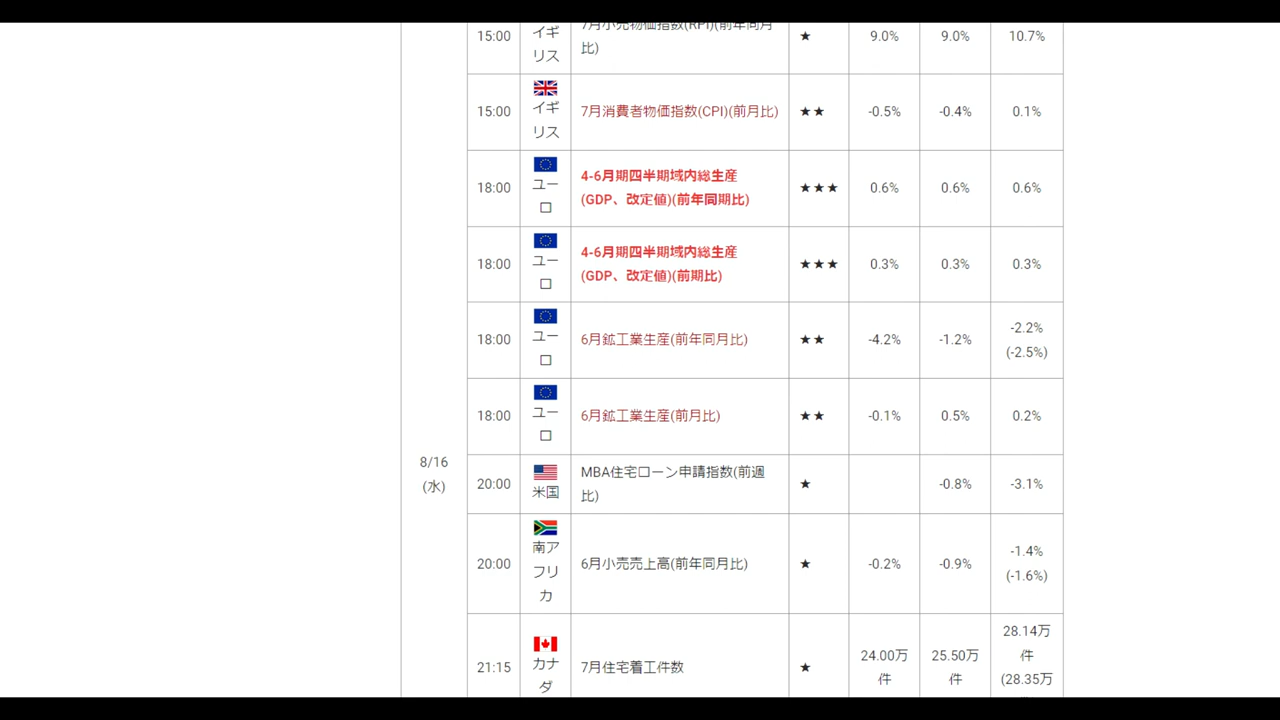 15:00 イギ 7月小売物価指数(RPI)(前年同月 ★ 9.0% 9.0% 10.7%
リス 比)
イギ
15:00 7月消費者物価指数(CPI)(前月比) ★★ -0.5% -0.4% 0.1%
リス
ユー 4-6月期四半期域内総生産
18:00 ★★★ 0.6% 0.6% 0.6%
ロ (GDP、改定値)(前年同期比)
ユー 4-6月期四半期域内総生産
18:00 ★★★ 0.3% 0.3% 0.3%
ロ (GDP、改定値)(前期比)
ユー -2.2%
18:00 6月鉱工業生産(前年同月比) ★★ -4.2% -1.2%
ロ (-2.5%)
ユー
18:00 6月鉱工業生産(前月比) ★★ -0.1% 0.5% 0.2%
ロ
8/16
(水)
MBA住宅ローン申請指数(前週
20:00 米国 ★ -0.8% -3.1%
比)
南ア -1.4%
20:00 フリ 6月小売売上高(前年同月比) ★ -0.2% -0.9%
カ (-1.6%)
28.14万
カナ 24.00万 25.50万 件
21:15 7月住宅着工件数 ★
ダ 件 件 (28.35万